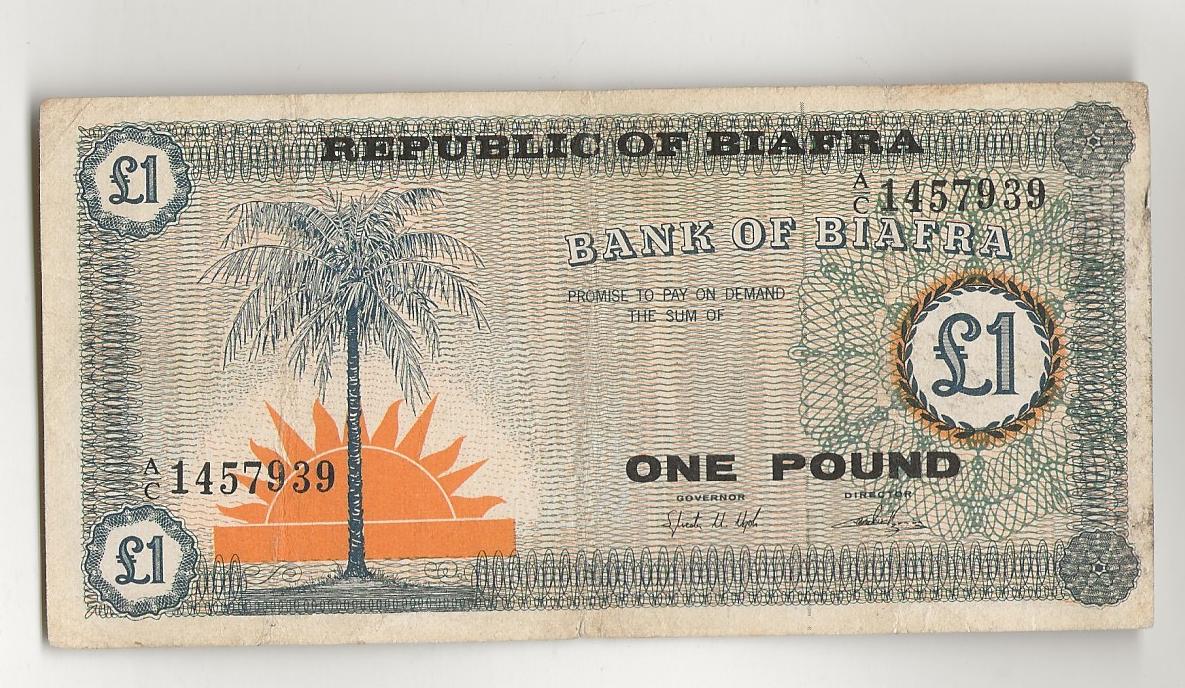 REPUBLIC OF BIAFRA
£1
A/C 1457939
BANK OF BIAFRA
PROMISE TO PAY ON DEMAND
THE SUM OF
£1
A/C 1457939
ONE POUND
GOVERNOR DIRECTOR
£1